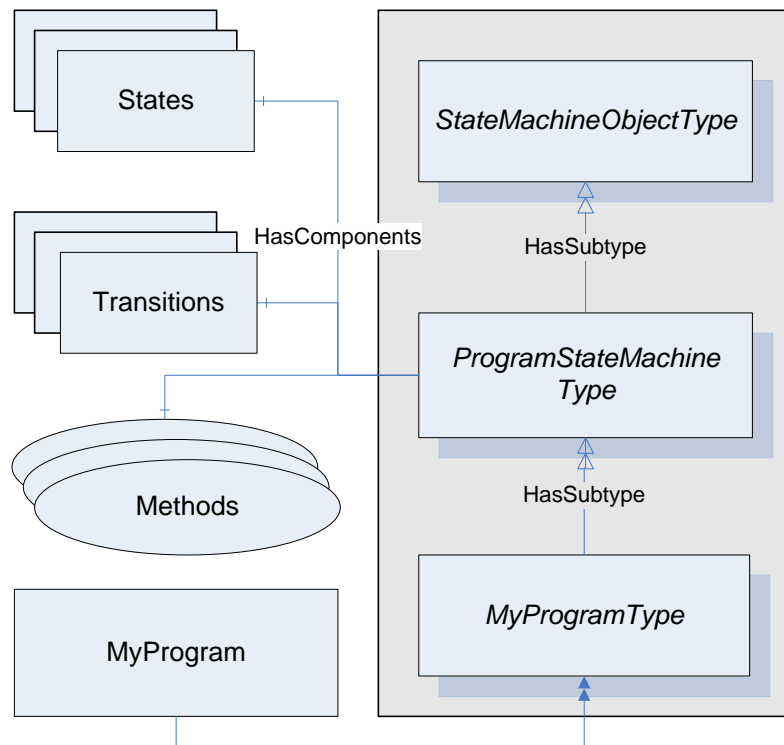 States
StateMachineObjectType
HasComponents
HasSubtype
Transitions
ProgramStateMachine
Type
Methods
HasSubtype
MyProgram
MyProgramType